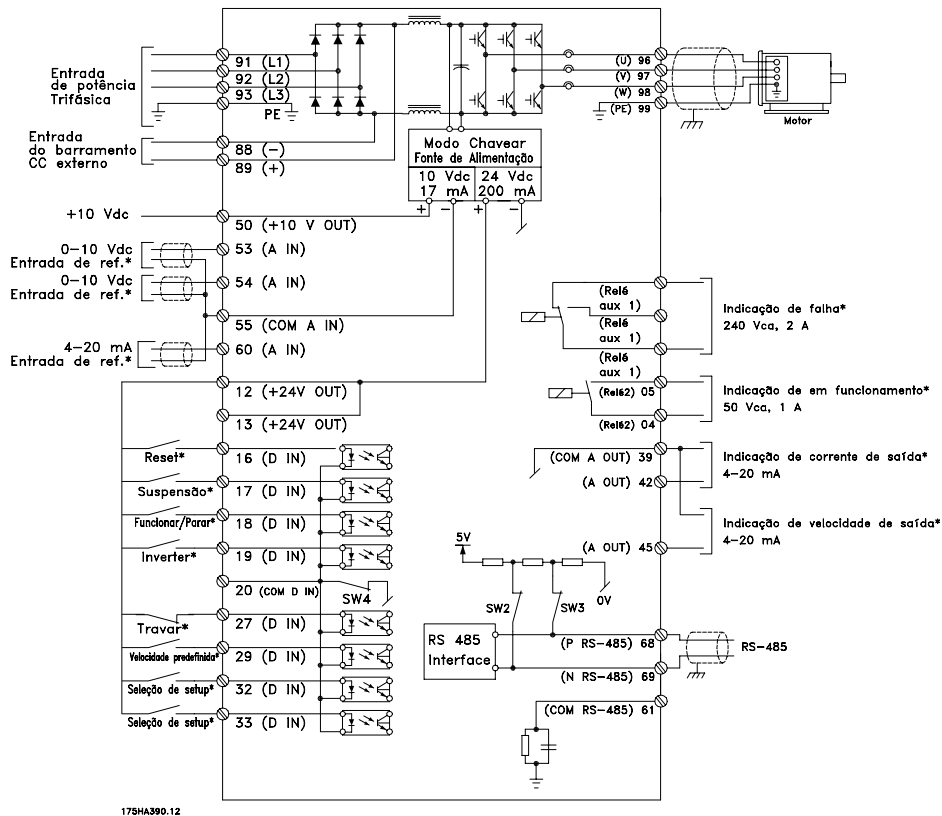 Entrada
de potência
Trifásica
91 (L1)
92 (L2)
93 (L3)
PE
Entrada
do barramento
CC externo
88 (-)
89 (+)
+10 Vdc
50 (+10 V OUT)
0-10 Vdc
Entrada de ref.*
53 (A IN)
0-10 Vdc
Entrada de ref.*
54 (A IN)
55 (COM A IN)
4-20 mA
Entrada de ref.*
60 (A IN)
12 (+24V OUT)
13 (+24V OUT)
Reset*
16 (D IN)
Suspensão*
17 (D IN)
Funcionar/Parar*
18 (D IN)
Inverter*
19 (D IN)
20 (COM D IN)
SW4
Travar*
27 (D IN)
Velocidade predefinida*
29 (D IN)
Seleção de setup*
32 (D IN)
Seleção de setup*
33 (D IN)
Modo Chavear
Fonte de Alimentação
10 Vdc
17 mA
24 Vdc
200 mA
+ - + -
(U) 96
(V) 97
(W) 98
(PE) 99
Motor
(Relé
aux 1)
(Relé
aux 1)
(Relé
aux 1)
Indicação de falha*
240 Vca, 2 A
(Relé2) 05
(Relé2) 04
Indicação de em funcionamento*
50 Vca, 1 A
(COM A OUT) 39
(A OUT) 42
Indicação de corrente de saída*
4-20 mA
(A OUT) 45
Indicação de velocidade de saída*
4-20 mA
5V
0V
SW2
SW3
RS 485
Interface
(P RS-485) 68
(N RS-485) 69
RS-485
(COM RS-485) 61
175HA390.12